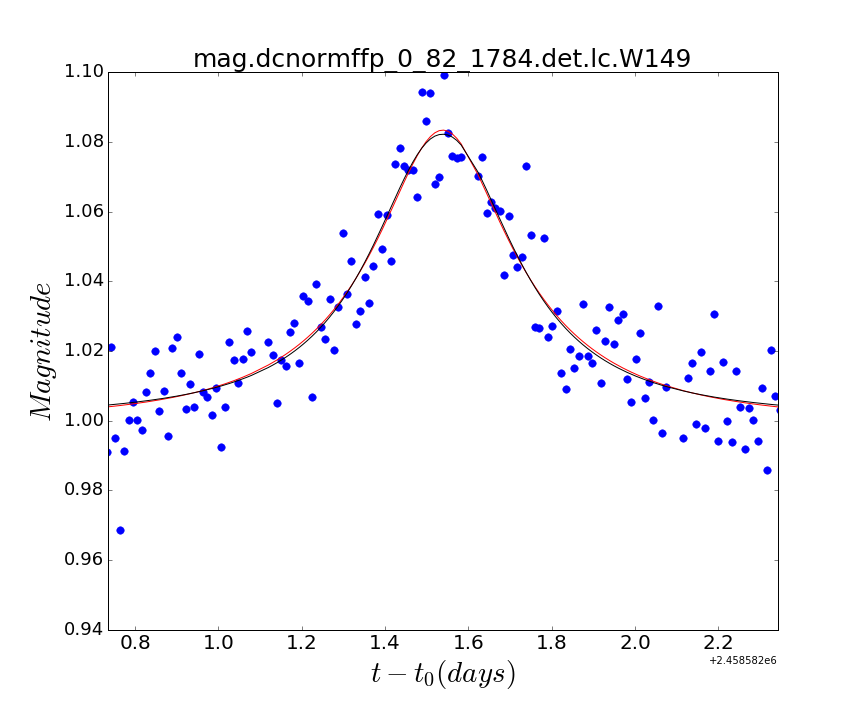 mag.dcnormffp_0_82_1784.det.lc.W149
1.10
1.08
1.06
1.04
1.02
1.00
0.98
0.96
0.94
Magnitude
0.8 1.0 1.2 1.4 1.6 1.8 2.0 2.2
+2.458582e6
t − t₀(days)